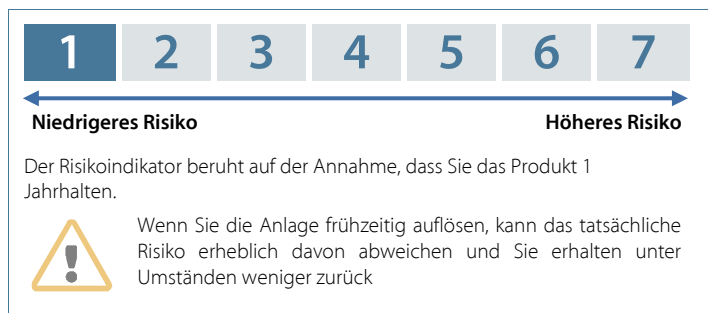 1 2 3 4 5 6 7
Niedrigeres Risiko Höheres Risiko
Der Risikoindikator beruht auf der Annahme, dass Sie das Produkt 1
Jahrhalten.
Wenn Sie die Anlage frühzeitig auflösen, kann das tatsächliche
Risiko erheblich davon abweichen und Sie erhalten unter
Umständen weniger zurück